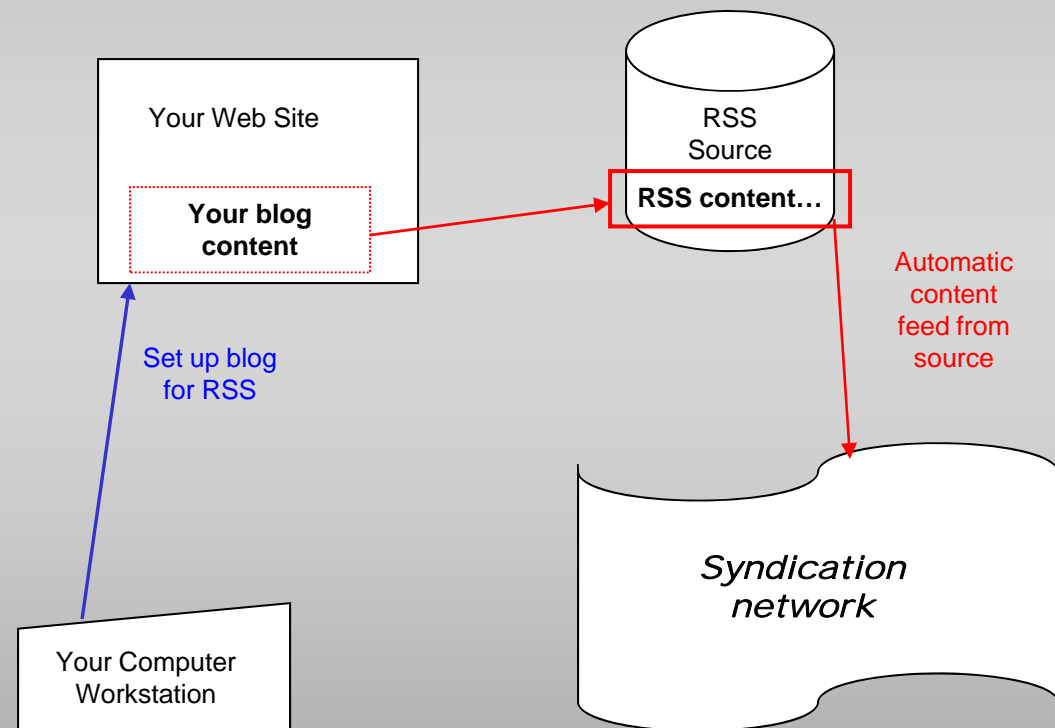 Your Web Site
Your blog
content
RSS
Source
RSS content…
Automatic
content
feed from
source
Set up blog
for RSS
Syndication
network
Your Computer
Workstation